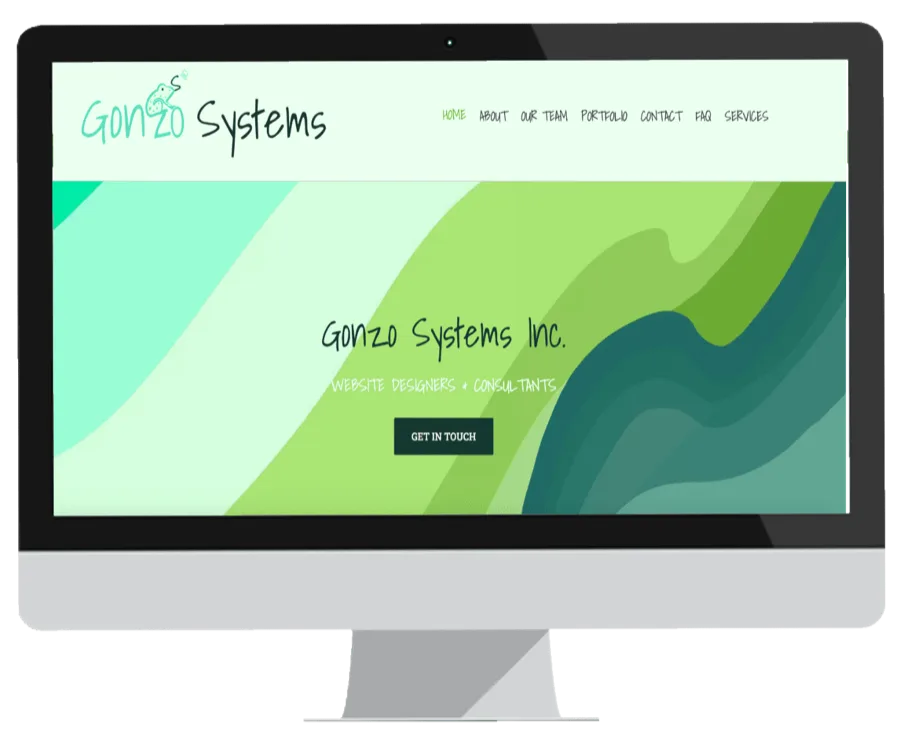 Gonzo Systems
HOME ABOUT OUR TEAM PORTFOLIO CONTACT FAQ SERVICES
Gonzo Systems Inc.
WEBSITE DESIGNERS & CONSULTANTS
GET IN TOUCH